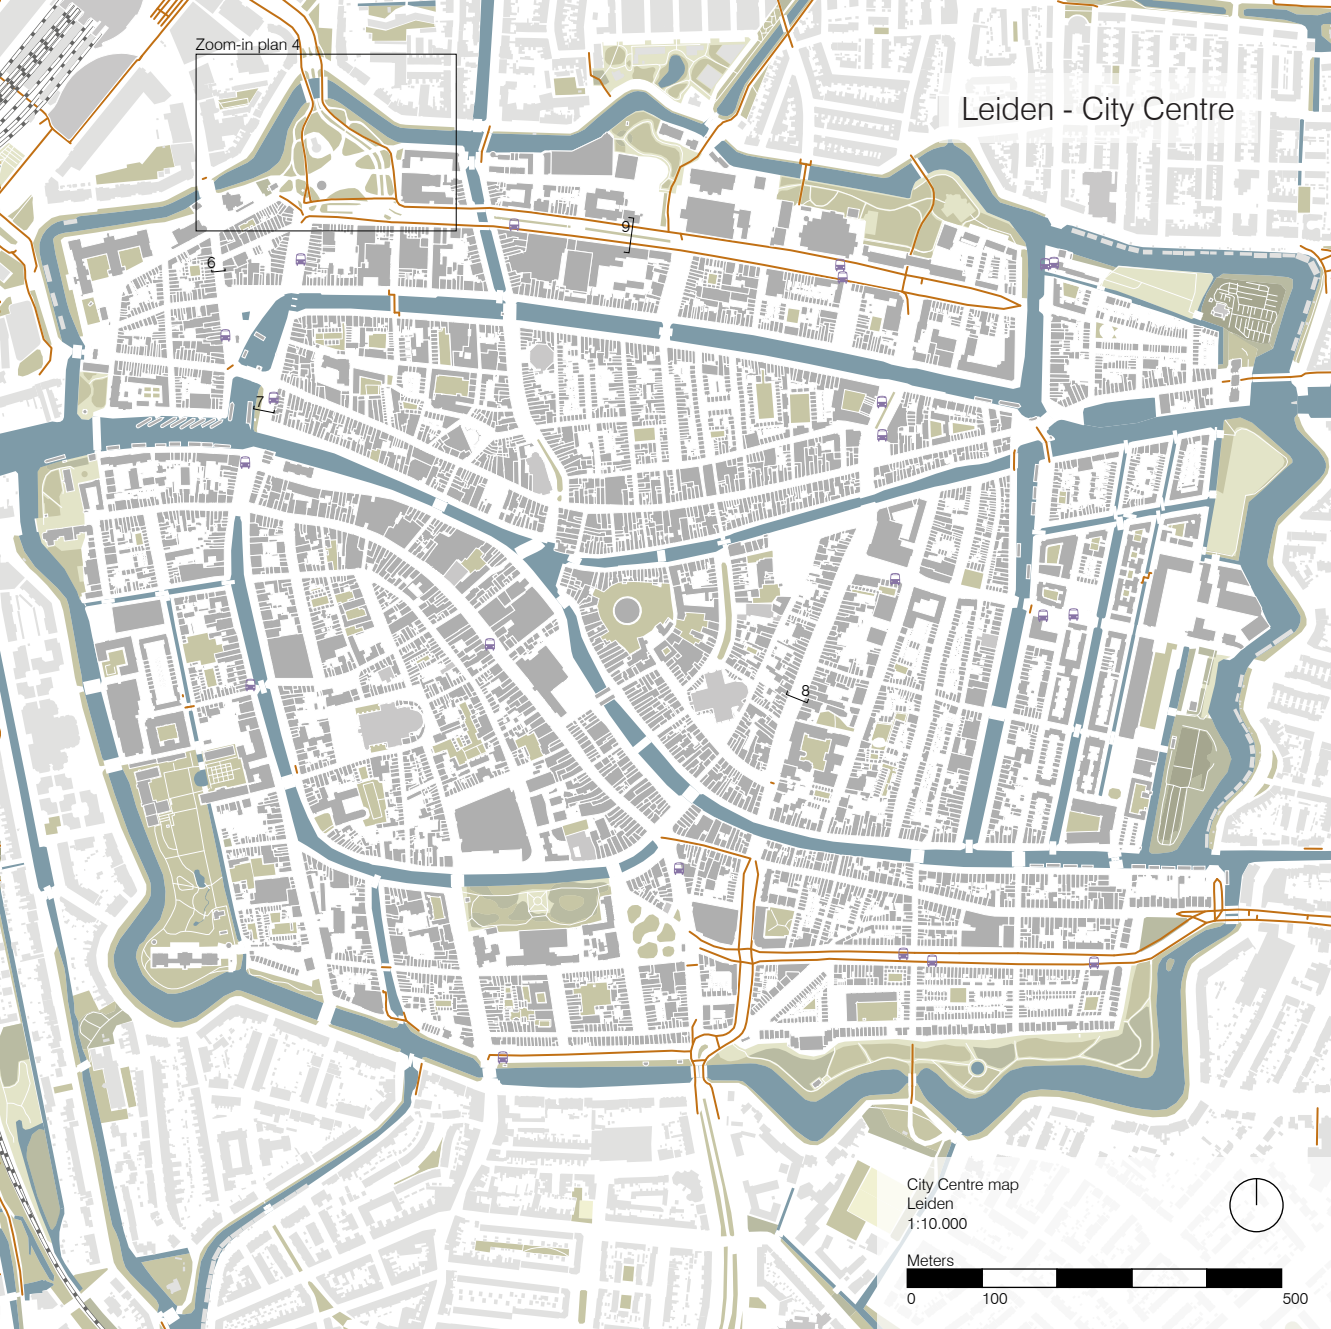 Zoom-in plan 4
Leiden - City Centre
9
6
7
8
City Centre map
Leiden
1:10.000
Meters
0 100 500